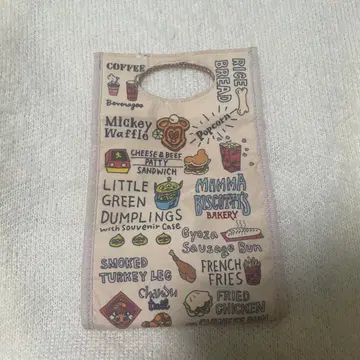 COFFEE
Beverages
RICE
BREAD
Mickey
Waffle
Popcorn
CHEESE & BEEF
PATTY
SANDWICH
LITTLE
GREEN
DUMPLINGS
with SOUVENIR CASE
MAMMA
BISCOTTI'S
BAKERY
Gyoza
Sausage Bun
SMOKED
TURKEY LEG
FRENCH
FRIES
FRIED
CHICKEN